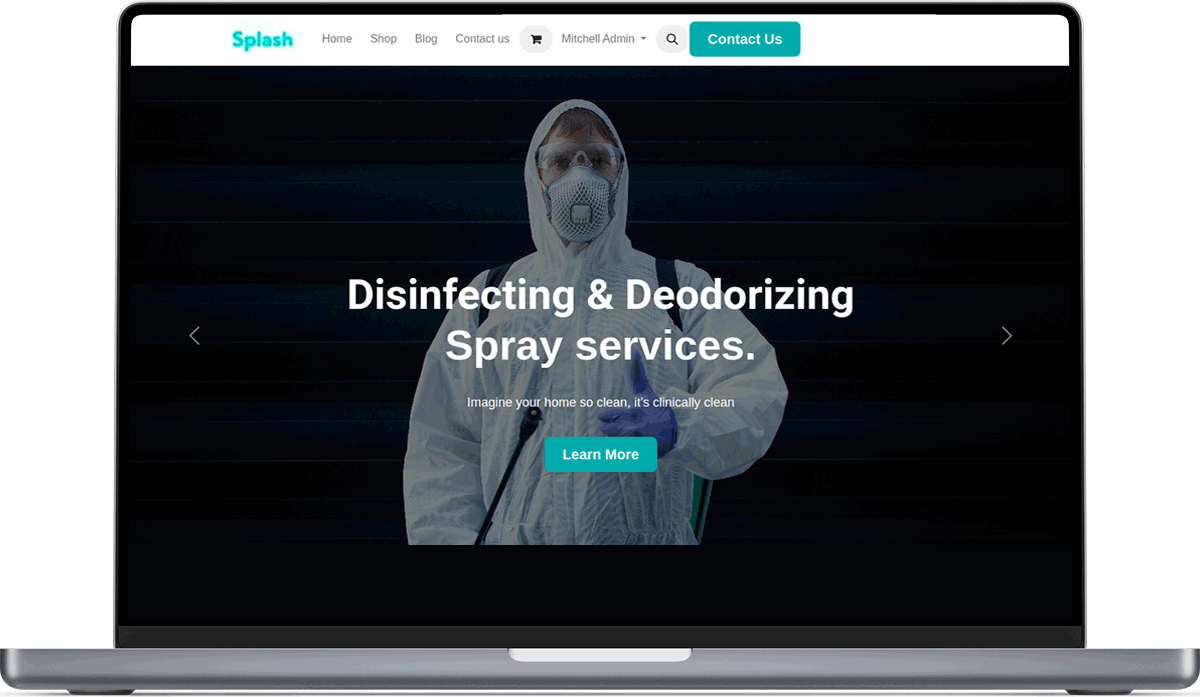 Splash
Home Shop Blog Contact us Mitchell Admin Contact Us
Disinfecting & Deodorizing
Spray services.
Imagine your home so clean, it's clinically clean
Learn More